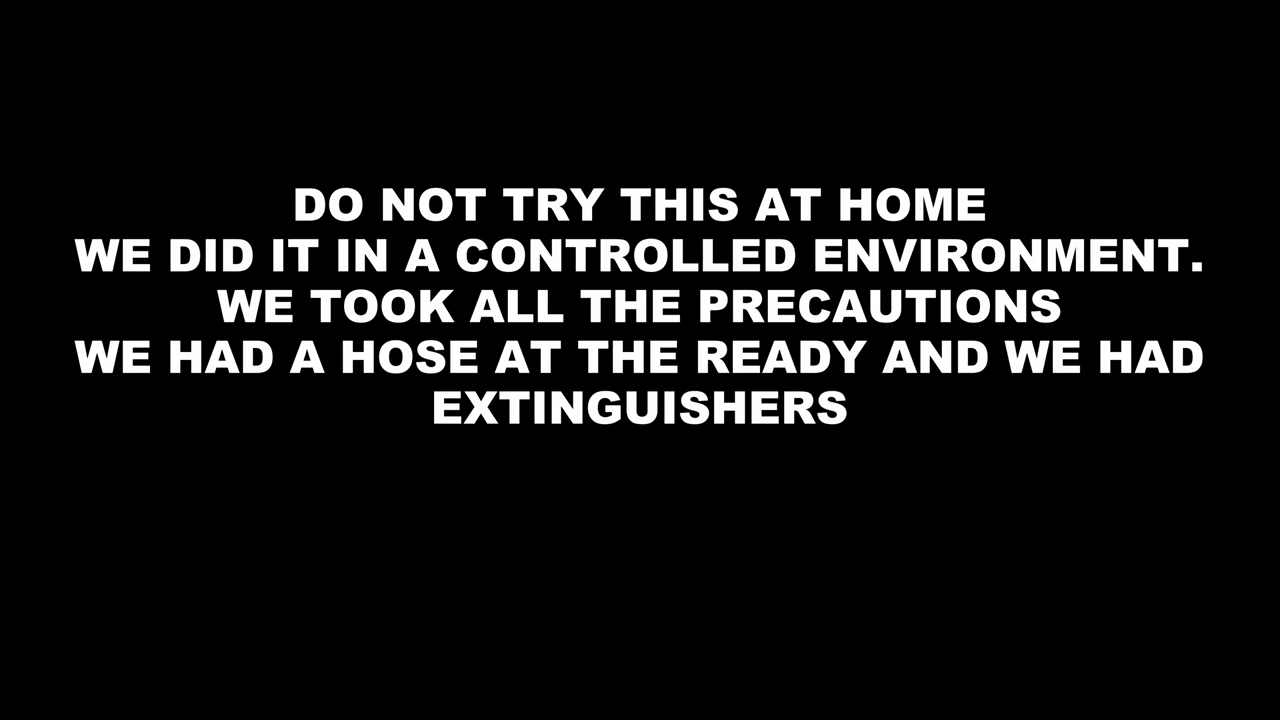 DO NOT TRY THIS AT HOME
WE DID IT IN A CONTROLLED ENVIRONMENT.
WE TOOK ALL THE PRECAUTIONS
WE HAD A HOSE AT THE READY AND WE HAD
EXTINGUISHERS